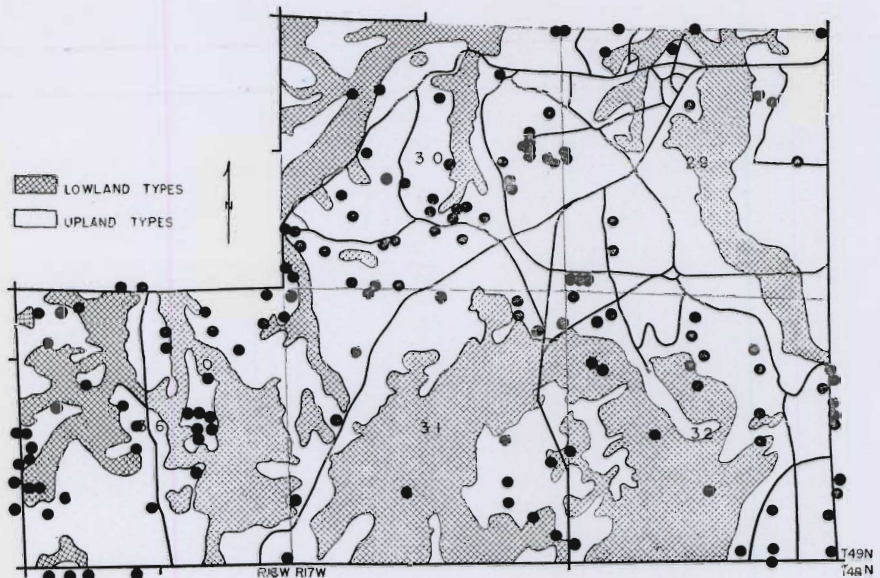 30
29
LOWLAND TYPES
N
UPLAND TYPES
36
31
32
T49N
R18W R17W
T48N